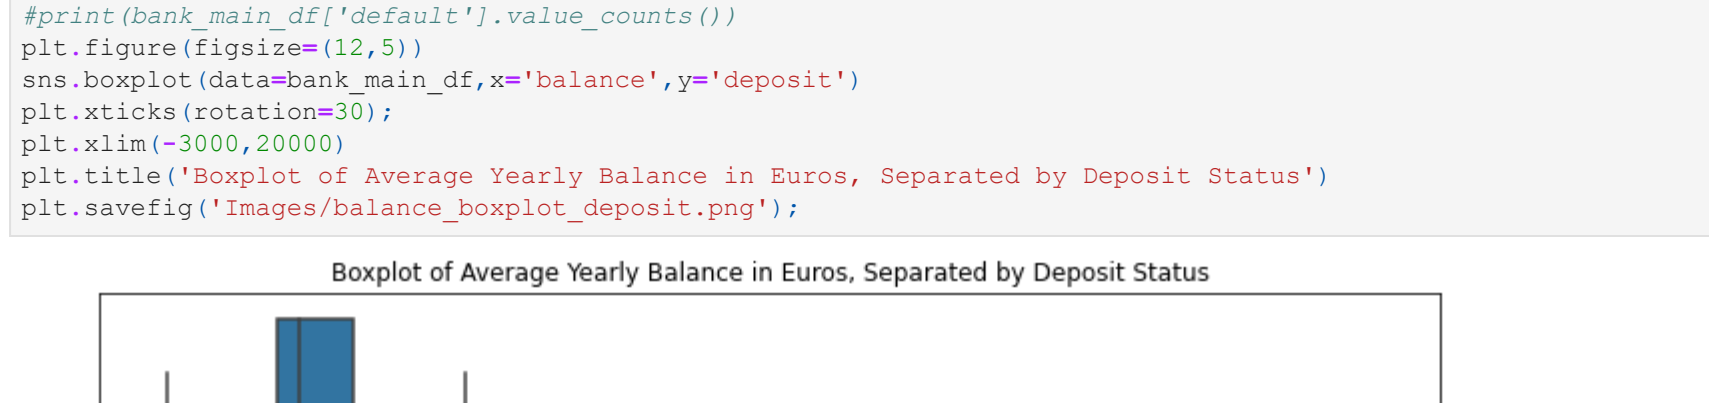 #print(bank_main_df['default'].value_counts())
plt.figure(figsize=(12,5))
sns.boxplot(data=bank_main_df,x='balance',y='deposit')
plt.xticks(rotation=30);
plt.xlim(-3000,20000)
plt.title('Boxplot of Average Yearly Balance in Euros, Separated by Deposit Status')
plt.savefig('Images/balance_boxplot_deposit.png');
Boxplot of Average Yearly Balance in Euros, Separated by Deposit Status